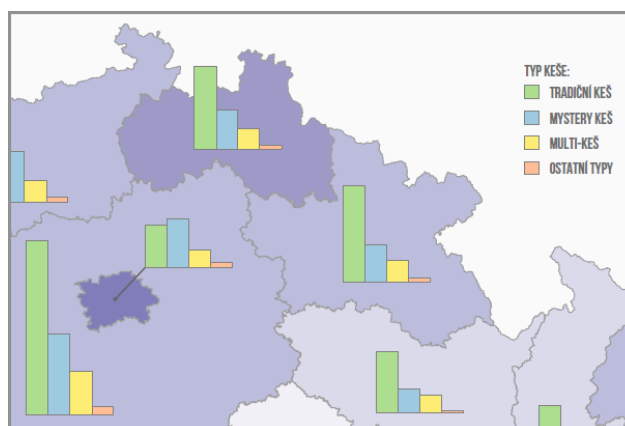 TYP KEŠE:
TRADIČNÍ KEŠ
MYSTERY KEŠ
MULTI-KEŠ
OSTATNÍ TYPY